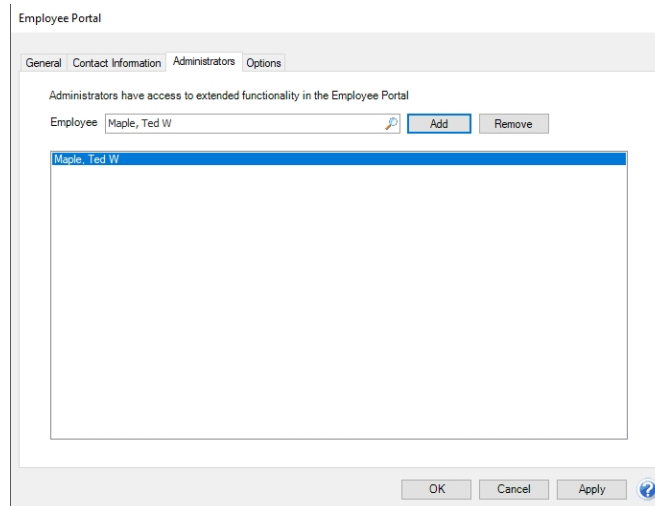 Employee Portal
General Contact Information Administrators Options
Administrators have access to extended functionality in the Employee Portal
Employee Maple, Ted W Add Remove
Maple, Ted W
OK Cancel Apply ?